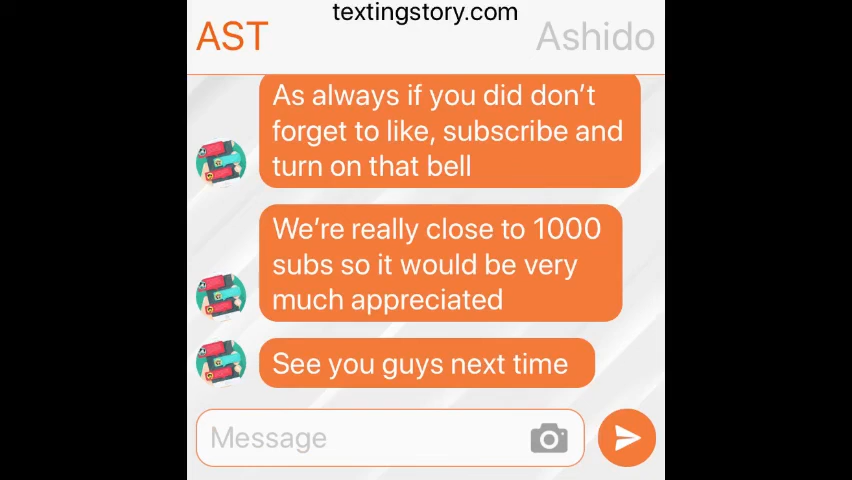 textingstory.com
AST
Ashido
As always if you did don’t
forget to like, subscribe and
turn on that bell
We’re really close to 1000
subs so it would be very
much appreciated
See you guys next time
Message